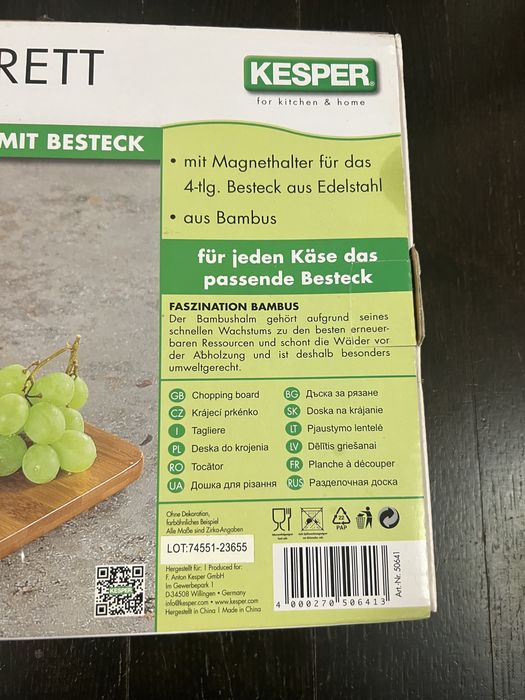 RETT
KESPER®
for kitchen & home
MIT BESTECK
• mit Magnethalter für das
4-tlg. Besteck aus Edelstahl
• aus Bambus
für jeden Käse das
passende Besteck
FASZINATION BAMBUS
Der Bambushalm gehört aufgrund seines
schnellen Wachstums zu den besten erneuer-
baren Ressourcen und schont die Wälder vor
der Abholzung und ist deshalb besonders
umweltgerecht.
GB Chopping board
CZ Krájecí prkénko
I Tagliere
PL Deska do krojenia
RO Tocător
UA Дошка для різання
BG Дъска за рязане
SK Doska na krájanie
LT Pjaustymo lentelė
LV Dēlītis griešanai
FR Planche à découper
RUS Разделочная доска
Ohne Dekoration,
farbähnliches Beispiel
Alle Maße sind Zirka-Angaben
22
PAP
LOT:74551-23655
Hergestellt für: | Produced for:
F. Anton Kesper GmbH
Im Gewerbepark 1
D-34508 Willingen • Germany
info@kesper.com • www.kesper.com
Hergestellt in China | Made in China
KESPER
4 000270 506413
Art.-Nr. 50641